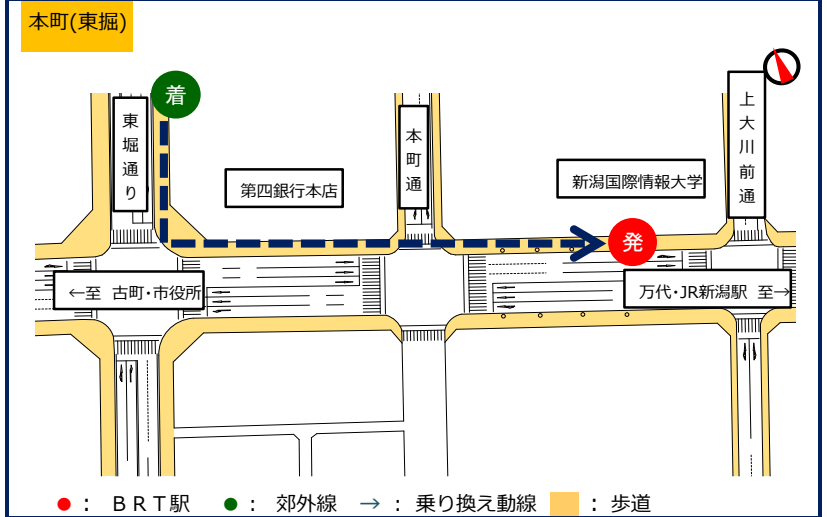 本町(東掘)
着
東堀通り
本町通
上大川前通
第四銀行本店
新潟国際情報大学
発
←至 古町・市役所
万代・JR新潟駅 至→
●： ＢＲＴ駅 ●： 郊外線 → ： 乗り換え動線 ： 歩道